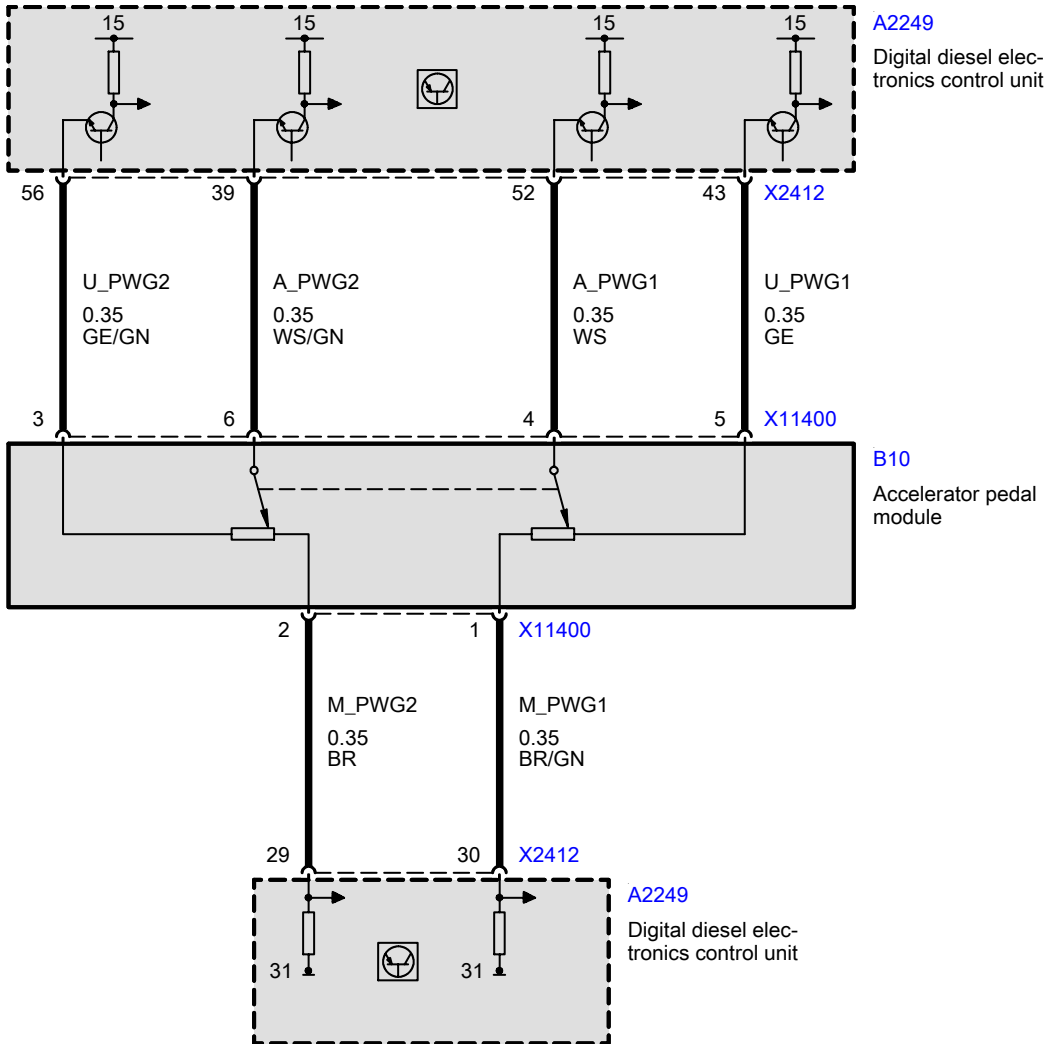 15 15 15 15
A2249
Digital diesel elec-
tronics control unit
56 39 52 43 X2412
U_PWG2 A_PWG2 A_PWG1 U_PWG1
0.35 0.35 0.35 0.35
GE/GN WS/GN WS GE
3 6 4 5 X11400
B10
Accelerator pedal
module
2 1 X11400
M_PWG2 M_PWG1
0.35 0.35
BR BR/GN
29 30 X2412
A2249
Digital diesel elec-
tronics control unit
31 31